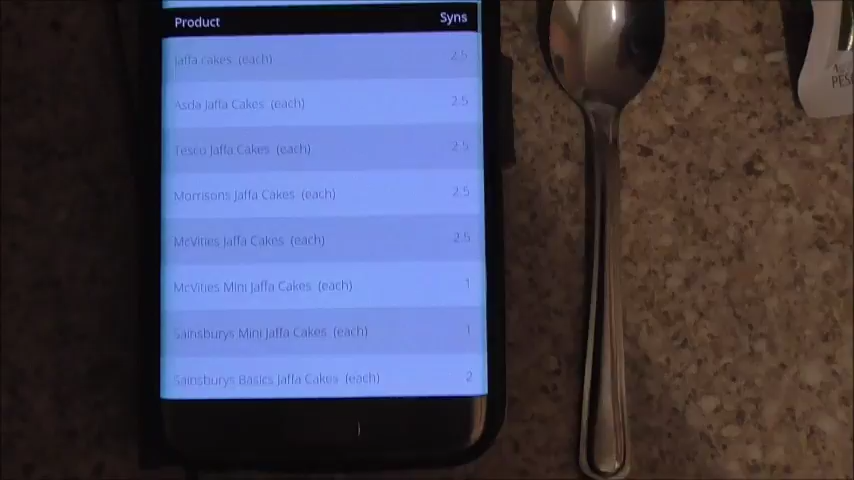 Product Syns
Jaffa cakes (each) 2.5
Asda Jaffa Cakes (each) 2.5
Tesco Jaffa Cakes (each) 2.5
Morrisons Jaffa Cakes (each) 2.5
McVities Jaffa Cakes (each) 2.5
McVities Mini Jaffa Cakes (each) 1
Sainsburys Mini Jaffa Cakes (each) 1
Sainsburys Basics Jaffa Cakes (each) 2